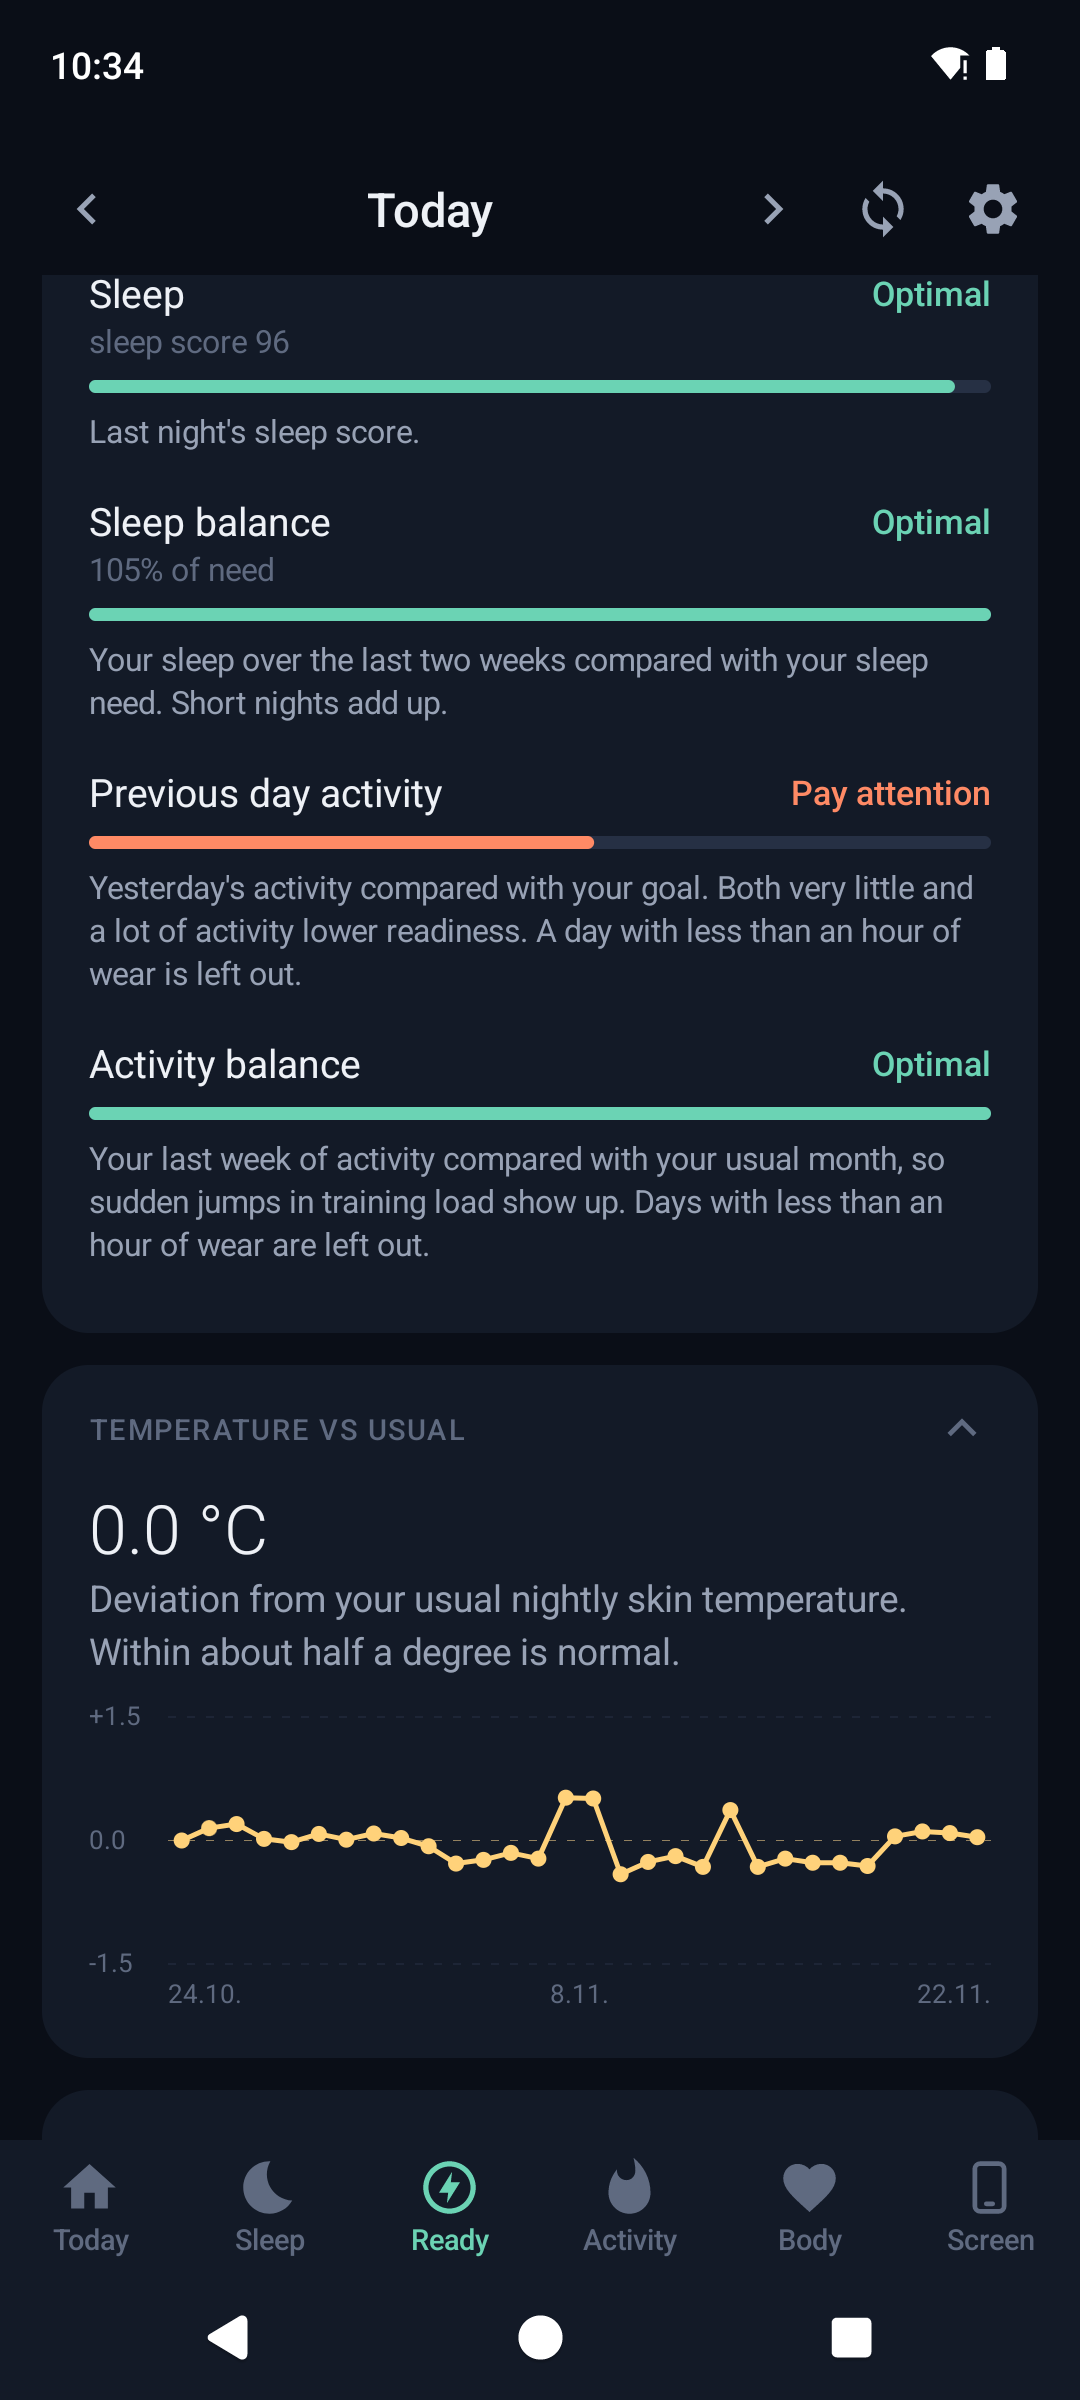 10:34
Today
Sleep
Optimal
sleep score 96
Last night's sleep score.
Sleep balance
Optimal
105% of need
Your sleep over the last two weeks compared with your sleep
need. Short nights add up.
Previous day activity
Pay attention
Yesterday's activity compared with your goal. Both very little and
a lot of activity lower readiness. A day with less than an hour of
wear is left out.
Activity balance
Optimal
Your last week of activity compared with your usual month, so
sudden jumps in training load show up. Days with less than an
hour of wear are left out.
TEMPERATURE VS USUAL
0.0 °C
Deviation from your usual nightly skin temperature.
Within about half a degree is normal.
+1.5
0.0
-1.5
24.10.
8.11.
22.11.
Today
Sleep
Ready
Activity
Body
Screen